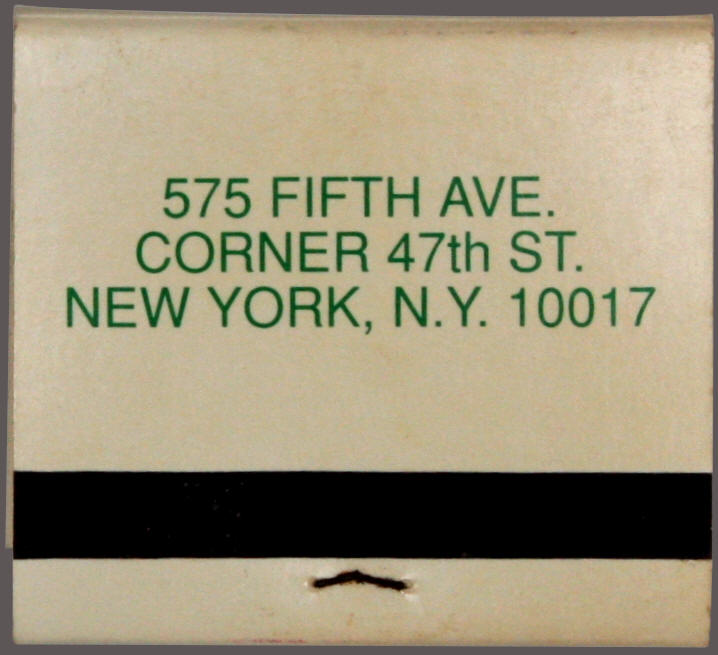 575 FIFTH AVE.
CORNER 47th ST.
NEW YORK, N.Y. 10017